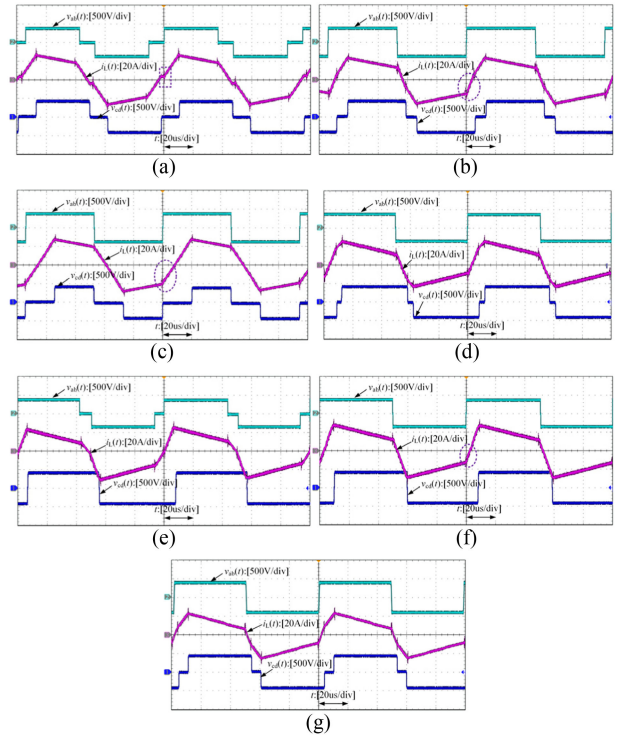 vab(t):[500V/div]
iL(t):[20A/div]
vcd(t):[500V/div]
t:[20us/div]
(a)
vab(t):[500V/div]
iL(t):[20A/div]
vcd(t):[500V/div]
t:[20us/div]
(b)
vab(t):[500V/div]
iL(t):[20A/div]
vcd(t):[500V/div]
t:[20us/div]
(c)
vab(t):[500V/div]
iL(t):[20A/div]
vcd(t):[500V/div]
t:[20us/div]
(d)
vab(t):[500V/div]
iL(t):[20A/div]
vcd(t):[500V/div]
t:[20us/div]
(e)
vab(t):[500V/div]
iL(t):[20A/div]
vcd(t):[500V/div]
t:[20us/div]
(f)
vab(t):[500V/div]
iL(t):[20A/div]
vcd(t):[500V/div]
t:[20us/div]
(g)